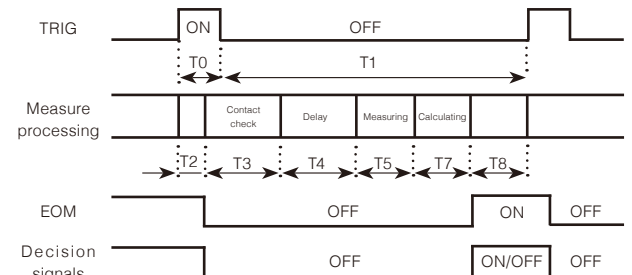 TRIG ON OFF
T0 T1
Measure processing
Contact check
Delay
Measuring
Calculating
T2 T3 T4 T5 T7 T8
EOM OFF ON OFF
Decision signals
OFF ON/OFF OFF